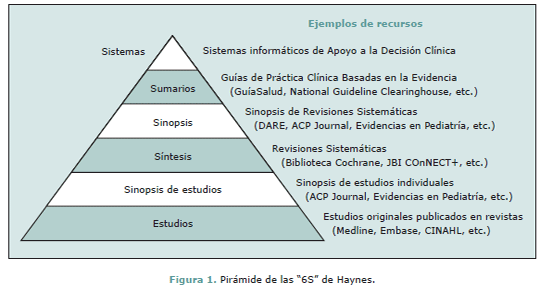 Ejemplos de recursos
Sistemas
Sistemas informáticos de Apoyo a la Decisión Clínica
Sumarios
Guías de Práctica Clínica Basadas en la Evidencia
(GuíaSalud, National Guideline Clearinghouse, etc.)
Sinopsis
Sinopsis de Revisiones Sistemáticas
(DARE, ACP Journal, Evidencias en Pediatría, etc.)
Síntesis
Revisiones Sistemáticas
(Biblioteca Cochrane, JBI COnNECT+, etc.)
Sinopsis de estudios
Sinopsis de estudios individuales
(ACP Journal, Evidencias en Pediatría, etc.)
Estudios
Estudios originales publicados en revistas
(Medline, Embase, CINAHL, etc.)
Figura 1. Pirámide de las “6S” de Haynes.